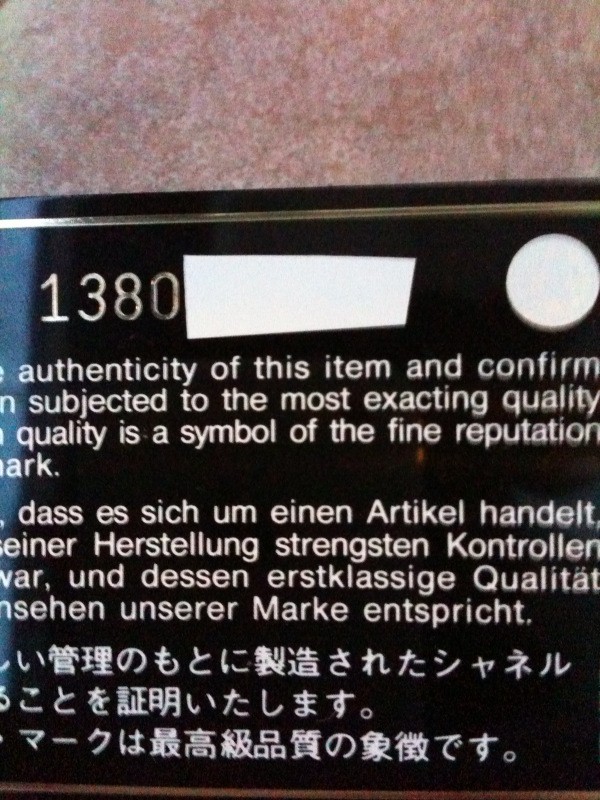 1380
authenticity of this item and confirm
subjected to the most exacting quality
quality is a symbol of the fine reputation
dass es sich um einen Artikel handelt,
seiner Herstellung strengsten Kontrollen
war, und dessen erstklassige Qualität
unserer Marke entspricht.
しい管理のもとに製造されたシャネル
ることを証明いたします。
・マークは最高級品質の象徴です。